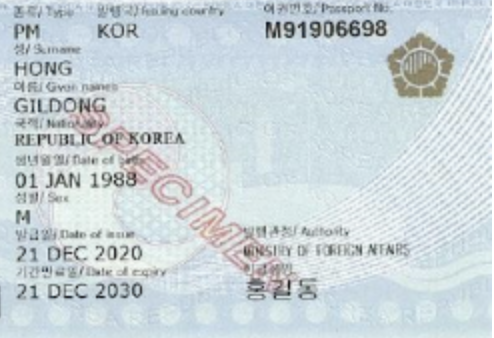 종류/ Type 발행국/ Issuing country 여권번호/ Passport No.
PM KOR M91906698
성/ Surname
HONG
이름/ Given names
GILDONG
국적/ Nationality
REPUBLIC OF KOREA
생년월일/ Date of birth
01 JAN 1988
성별/ Sex
M
발급일/ Date of issue 발행관청/ Authority
21 DEC 2020 MINISTRY OF FOREIGN AFFAIRS
기간만료일/ Date of expiry 한글성명
21 DEC 2030 홍길동
SPECIMEN